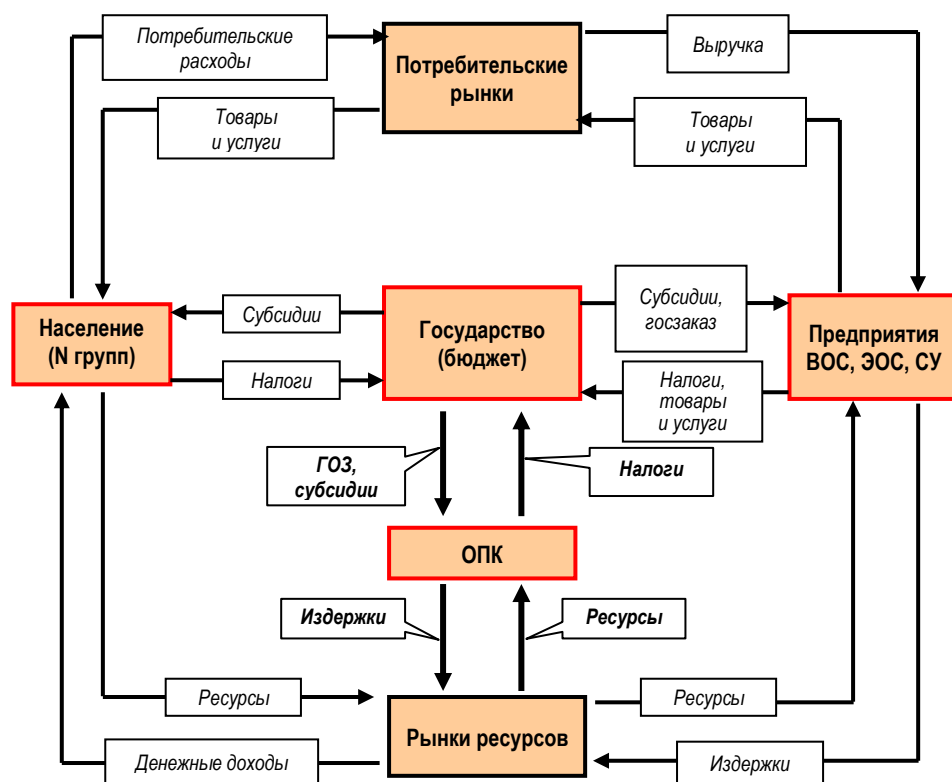 Потребительские
расходы
Потребительские
рынки
Выручка
Товары
и услуги
Товары
и услуги
Население
(N групп)
Субсидии
Налоги
Государство
(бюджет)
Субсидии,
госзаказ
Налоги,
товары
и услуги
Предприятия
ВОС, ЭОС, СУ
ГОЗ,
субсидии
Налоги
ОПК
Издержки
Ресурсы
Ресурсы
Рынки ресурсов
Ресурсы
Денежные доходы
Издержки